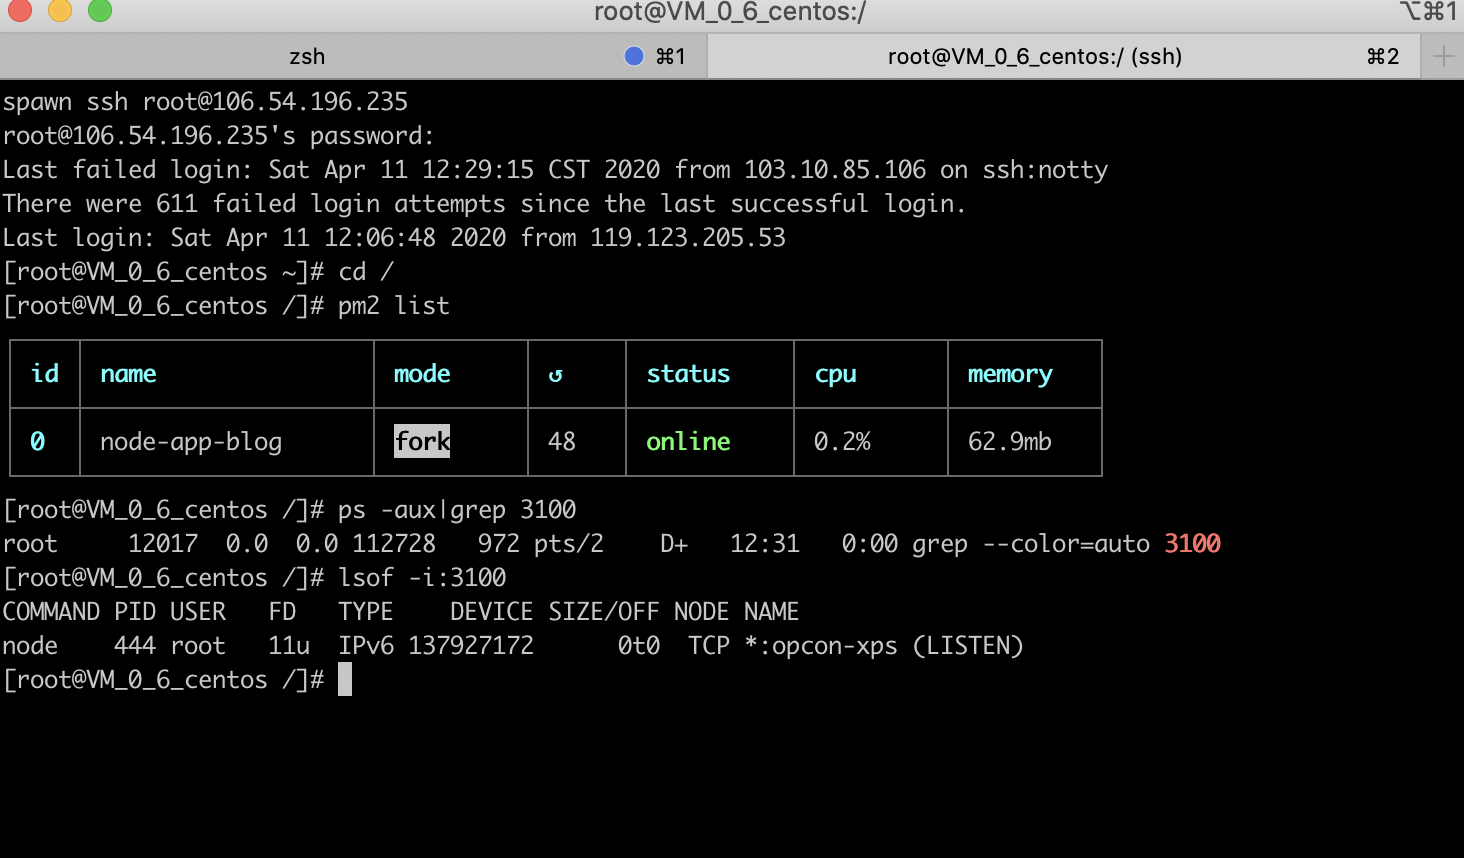 root@VM_0_6_centos:/ ⌥⌘1
zsh ⌘1 root@VM_0_6_centos:/ (ssh) ⌘2
spawn ssh root@106.54.196.235
root@106.54.196.235's password:
Last failed login: Sat Apr 11 12:29:15 CST 2020 from 103.10.85.106 on ssh:notty
There were 611 failed login attempts since the last successful login.
Last login: Sat Apr 11 12:06:48 2020 from 119.123.205.53
[root@VM_0_6_centos ~]# cd /
[root@VM_0_6_centos /]# pm2 list
id name mode ↺ status cpu memory
0 node-app-blog fork 48 online 0.2% 62.9mb
[root@VM_0_6_centos /]# ps -aux|grep 3100
root     12017  0.0  0.0 112728   972 pts/2    D+   12:31   0:00 grep --color=auto 3100
[root@VM_0_6_centos /]# lsof -i:3100
COMMAND PID USER   FD   TYPE    DEVICE SIZE/OFF NODE NAME
node    444 root   11u  IPv6 137927172      0t0  TCP *:opcon-xps (LISTEN)
[root@VM_0_6_centos /]#